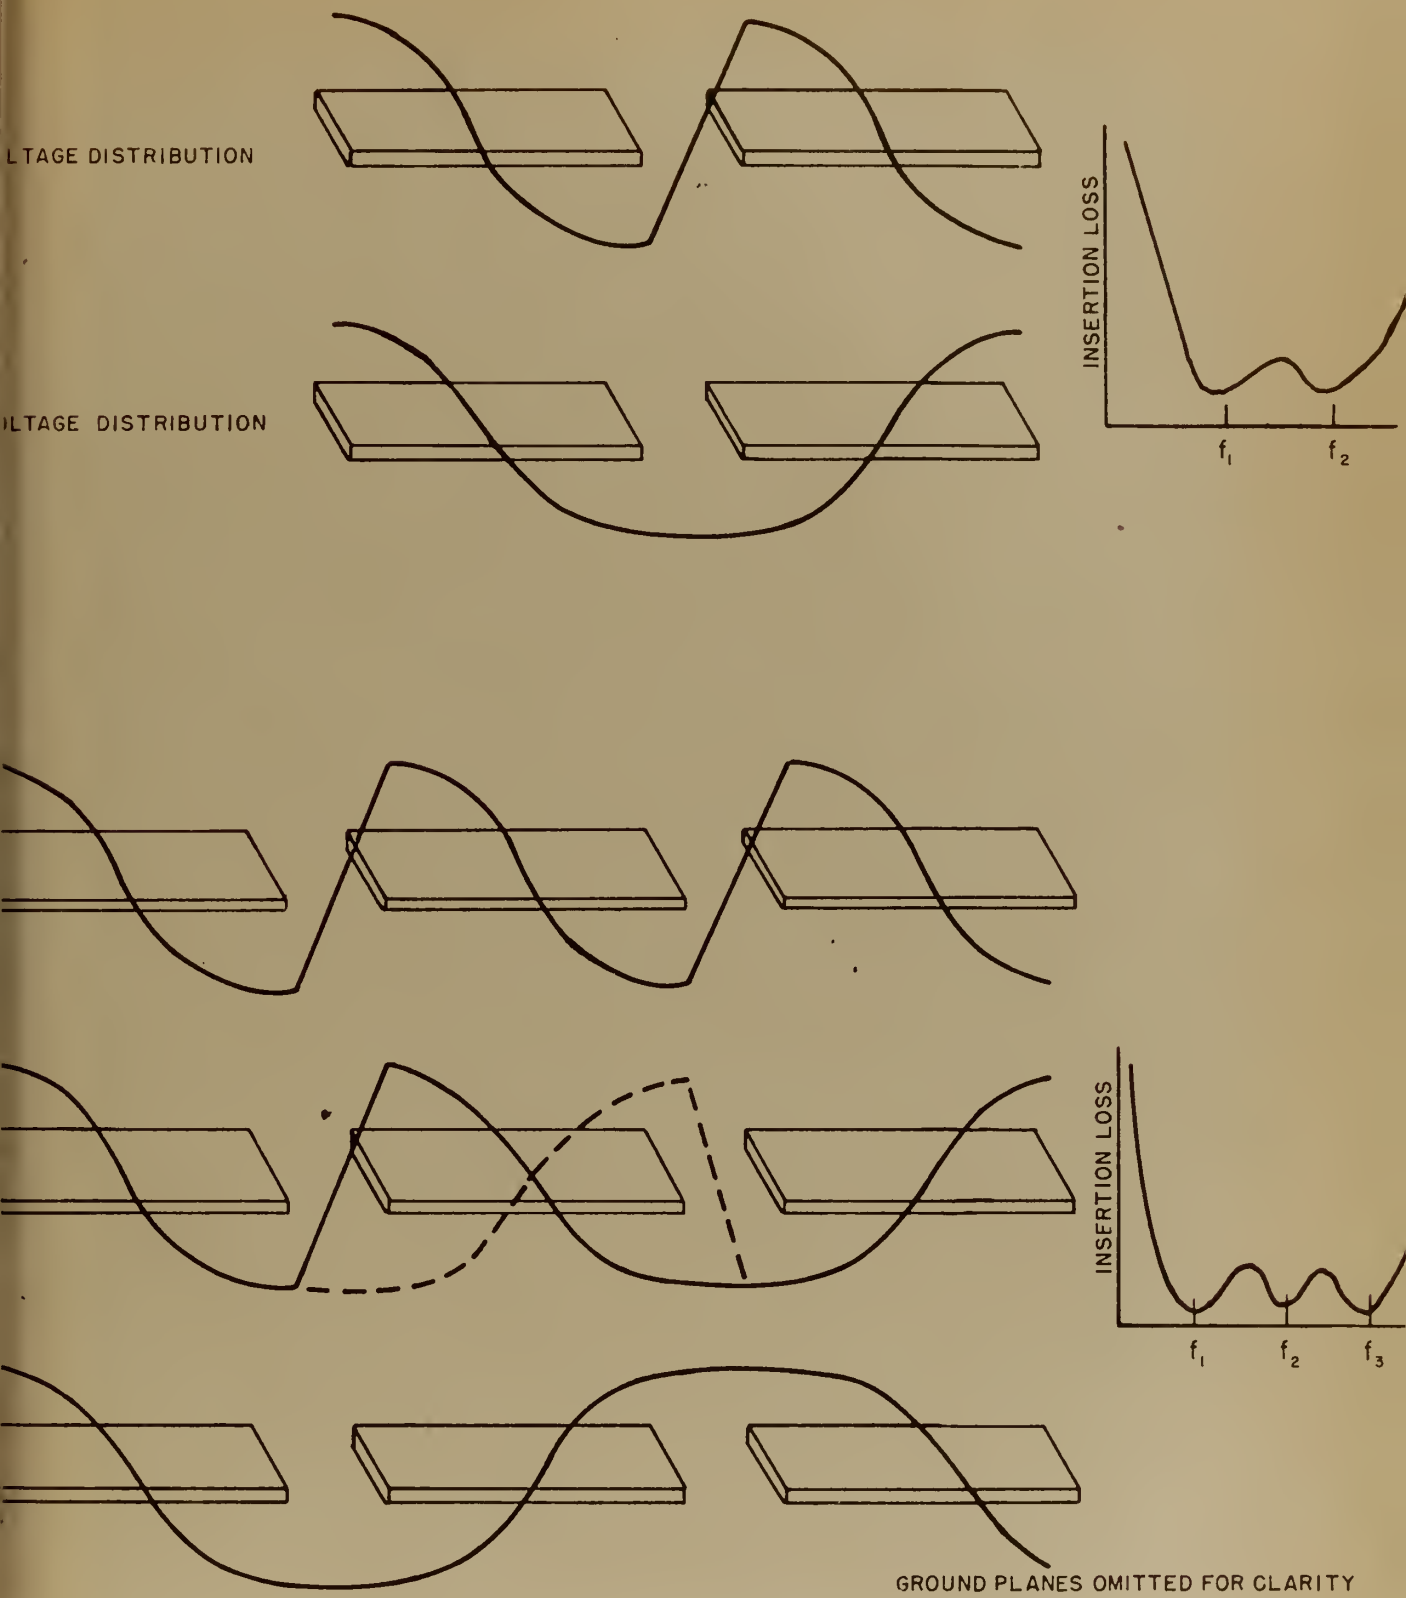 LTAGE DISTRIBUTION
INSERTION LOSS
f₁ f₂
LTAGE DISTRIBUTION
INSERTION LOSS
f₁ f₂ f₃
GROUND PLANES OMITTED FOR CLARITY